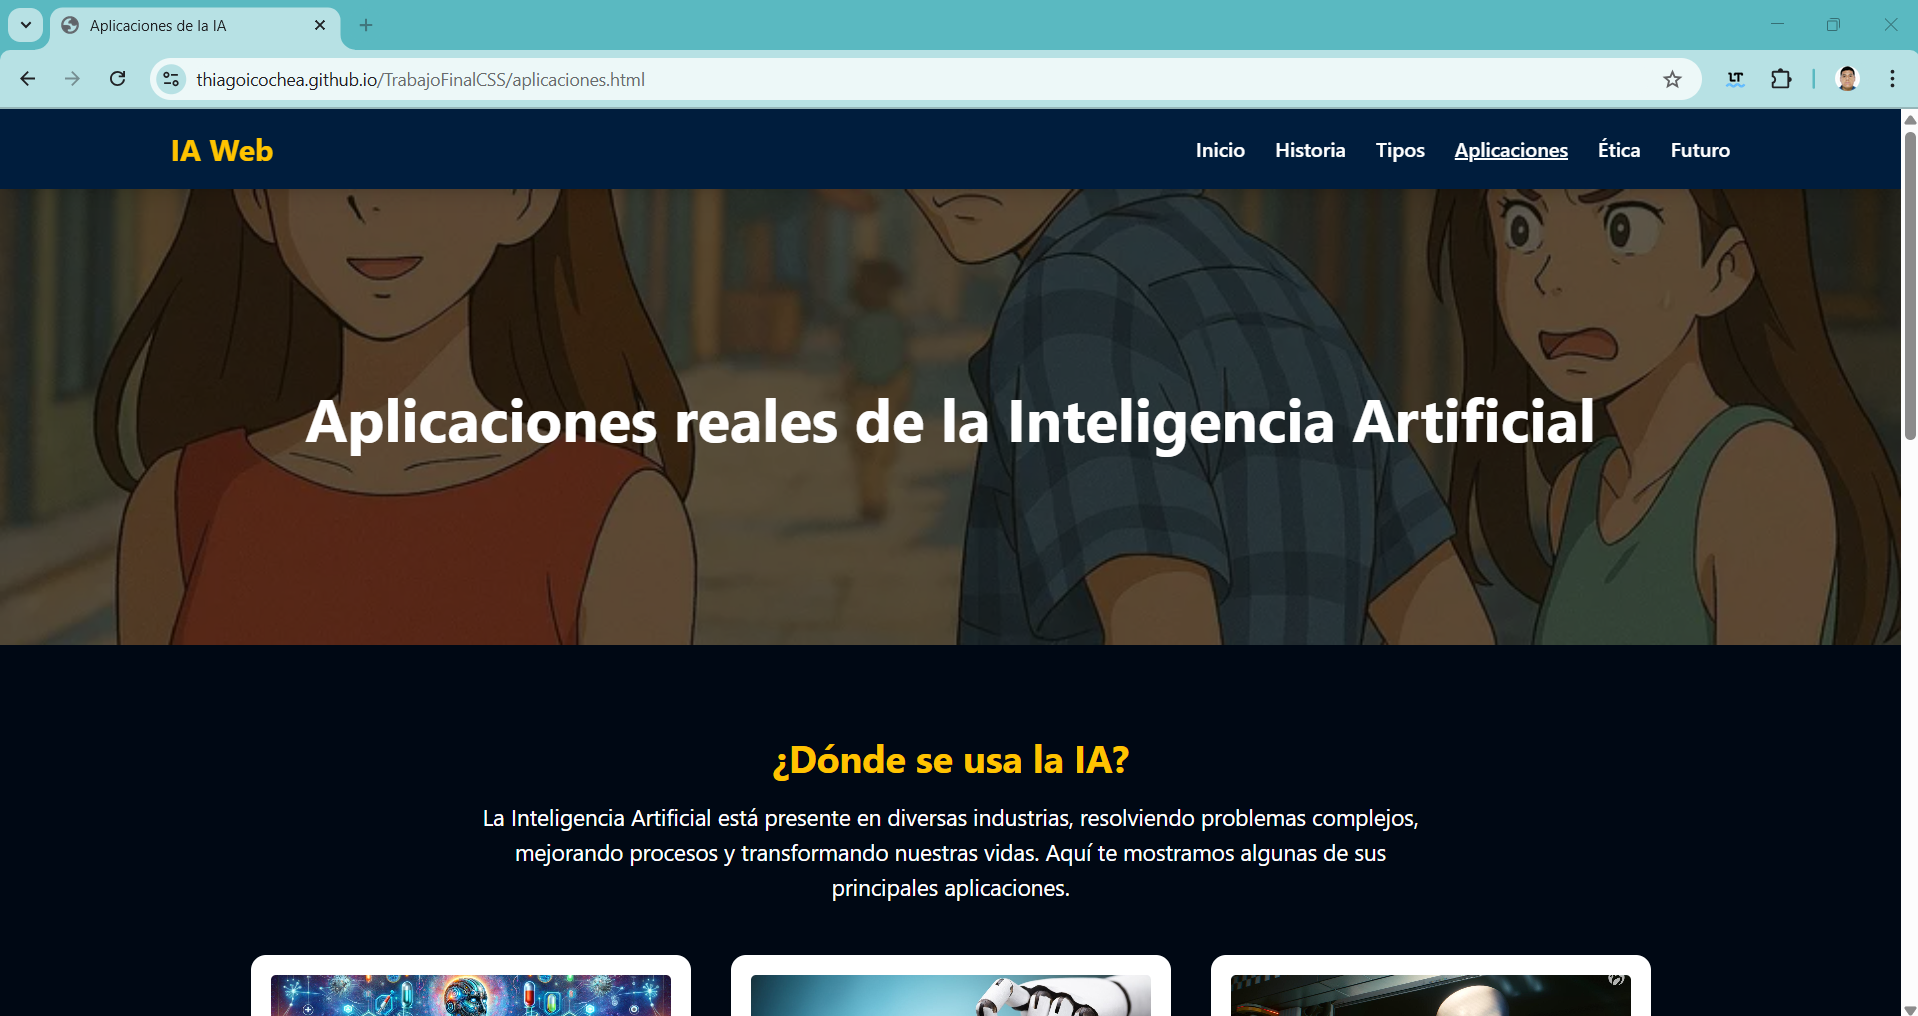 Aplicaciones de la IA
thiagoicochea.github.io/TrabajoFinalCSS/aplicaciones.html
LT
IA Web
Inicio Historia Tipos Aplicaciones Ética Futuro
Aplicaciones reales de la Inteligencia Artificial
¿Dónde se usa la IA?
La Inteligencia Artificial está presente en diversas industrias, resolviendo problemas complejos,
mejorando procesos y transformando nuestras vidas. Aquí te mostramos algunas de sus
principales aplicaciones.